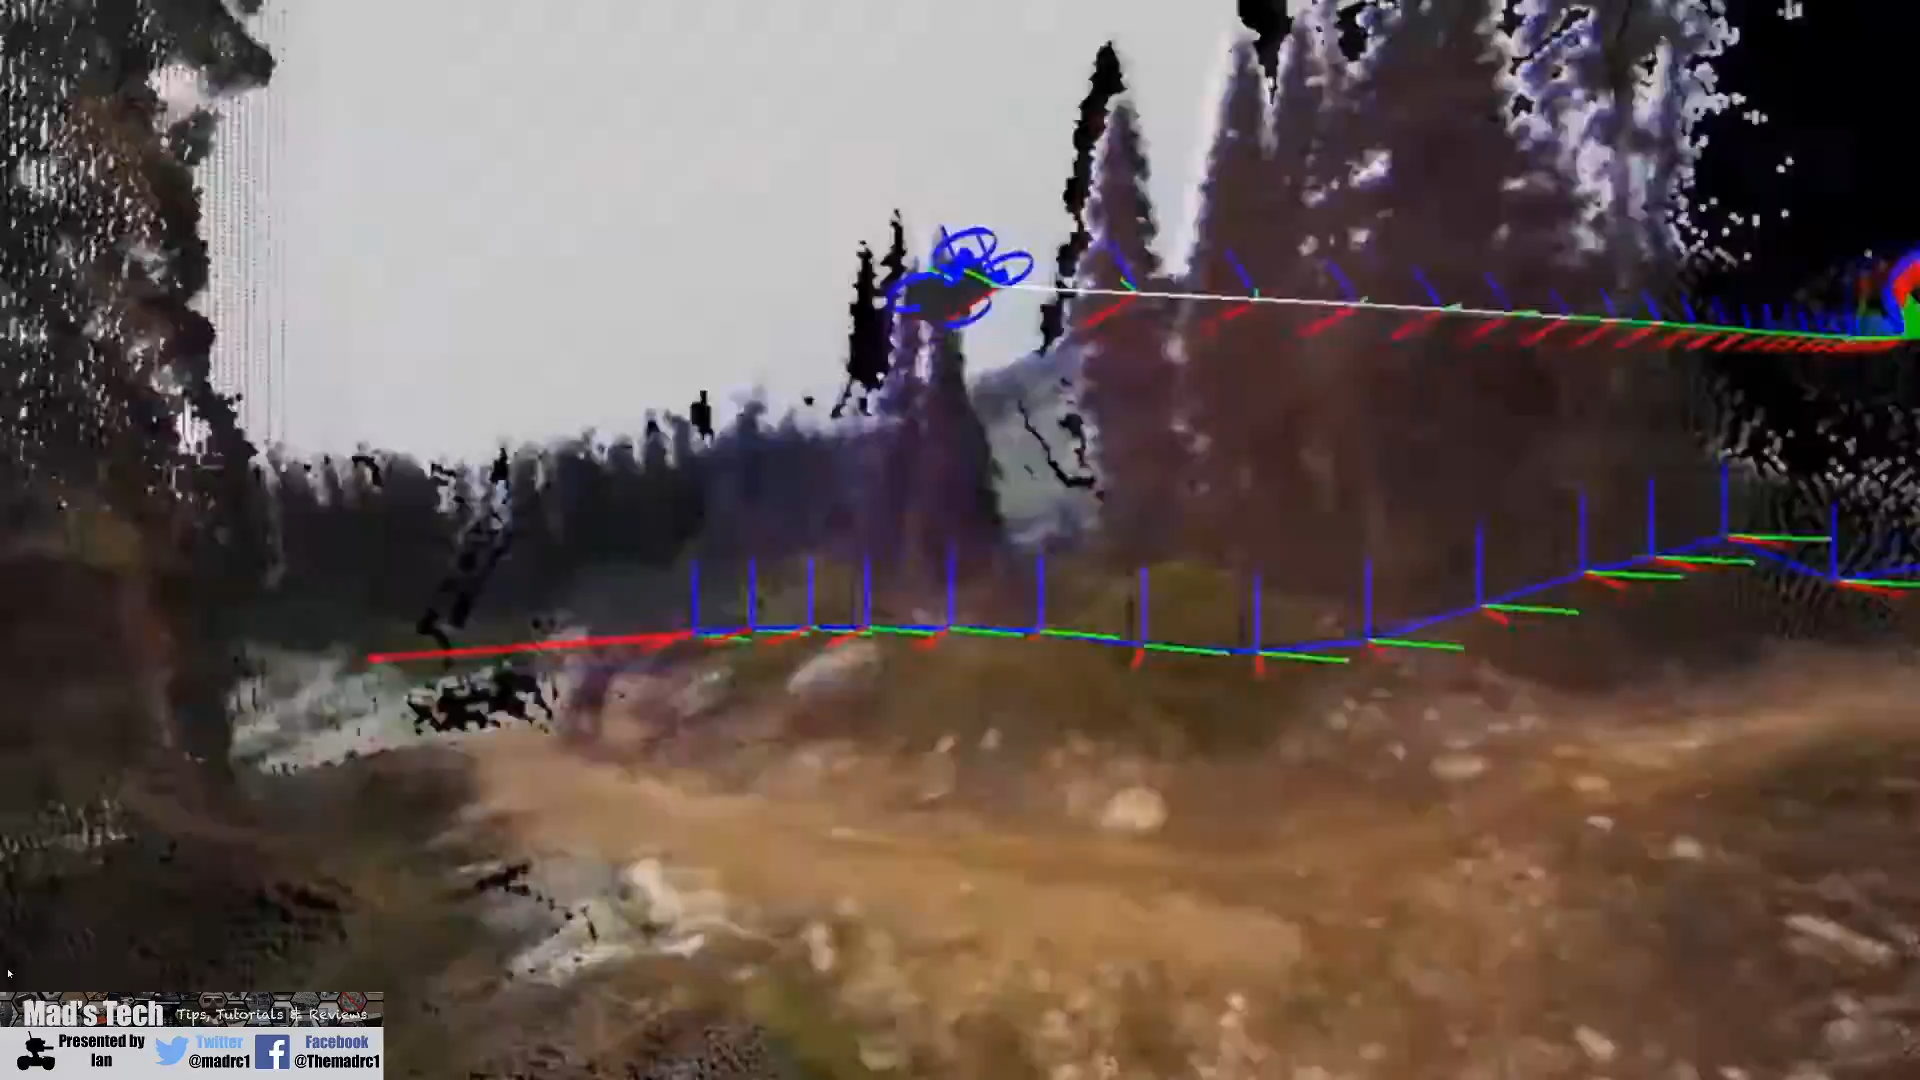 Mad's Tech Tips, Tutorials & Reviews
Presented by
Ian
Twitter
@madrc1
Facebook
@Themadrc1